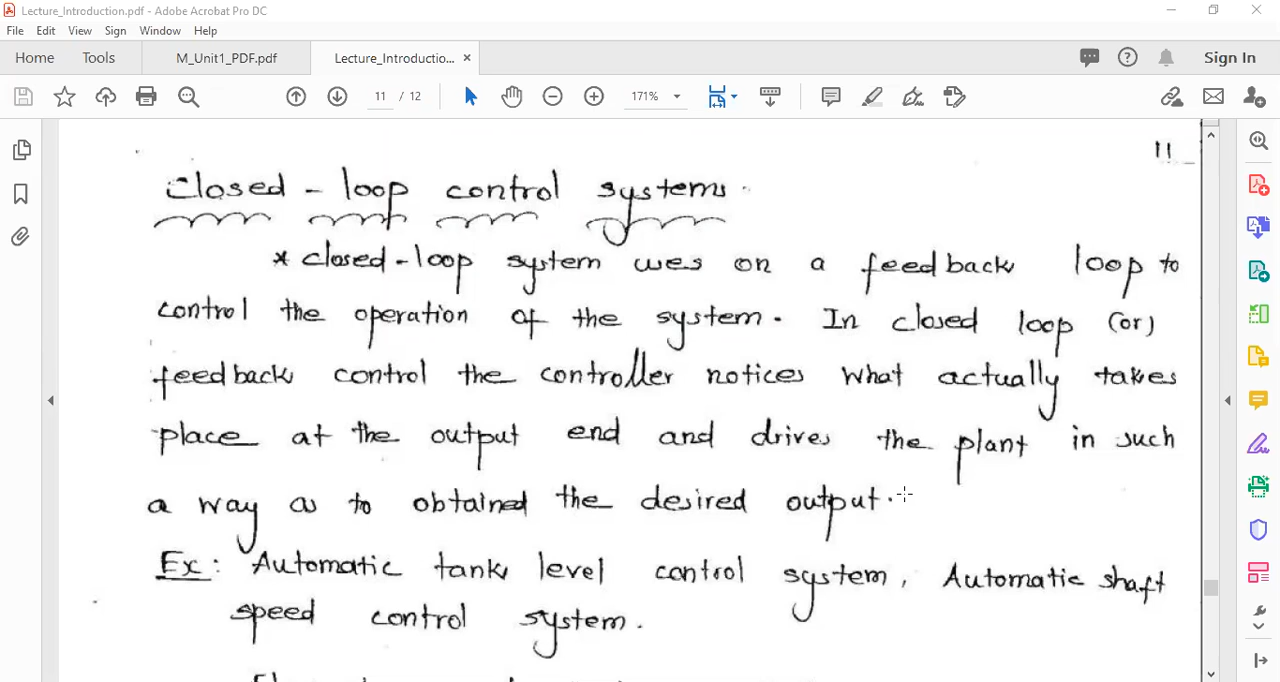 Lecture_Introduction.pdf - Adobe Acrobat Pro DC
File Edit View Sign Window Help
Home Tools M_Unit1_PDF.pdf Lecture_Introductio... × Sign In
11 / 12 171%
11
Closed - loop control systems.
* closed-loop system uses on a feedback loop to
control the operation of the system. In closed loop (or)
feedback control the controller notices what actually takes
place at the output end and drives the plant in such
a way as to obtained the desired output.
Ex: Automatic tank level control system, Automatic shaft
speed control system.